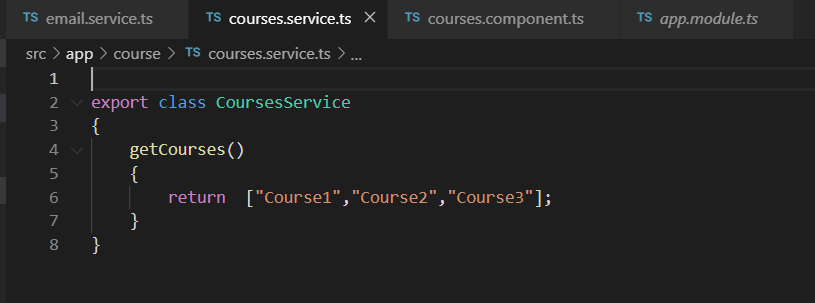 TS email.service.ts TS courses.service.ts × TS courses.component.ts TS app.module.ts
src > app > course > TS courses.service.ts > ...
1
2 export class CoursesService
3 {
4 getCourses()
5 {
6 return ["Course1","Course2","Course3"];
7 }
8 }